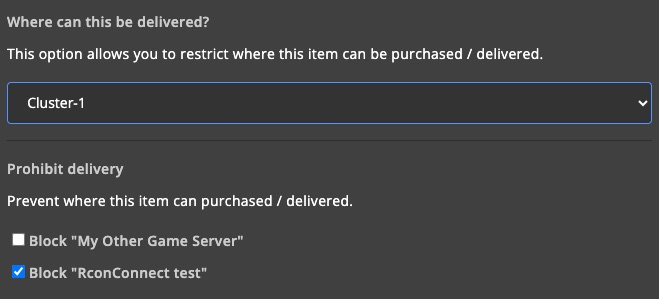 Where can this be delivered?
This option allows you to restrict where this item can be purchased / delivered.
Cluster-1
Prohibit delivery
Prevent where this item can purchased / delivered.
Block "My Other Game Server"
Block "RconConnect test"